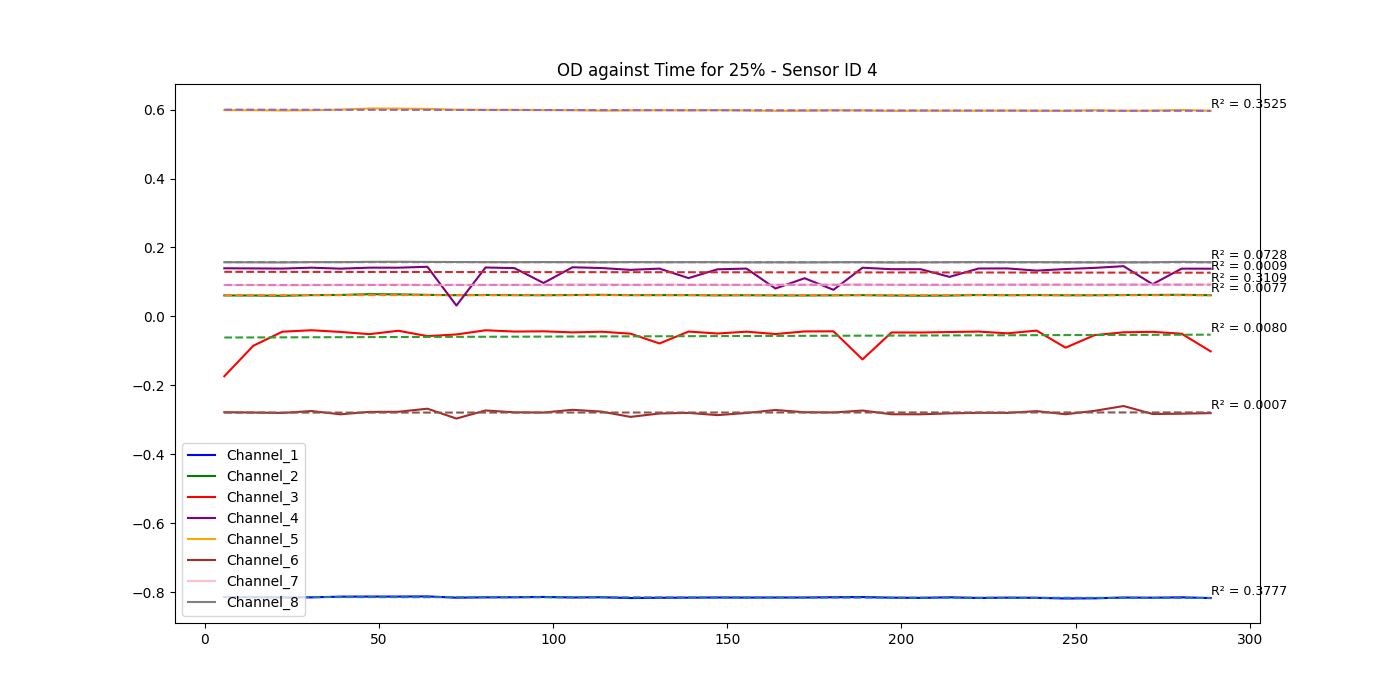 OD against Time for 25% - Sensor ID 4
0.6
0.4
0.2
0.0
−0.2
−0.4
−0.6
−0.8
R² = 0.3525
R² = 0.0728
R² = 0.0009
R² = 0.3109
R² = 0.0077
R² = 0.0080
R² = 0.0007
R² = 0.3777
Channel_1
Channel_2
Channel_3
Channel_4
Channel_5
Channel_6
Channel_7
Channel_8
0
50
100
150
200
250
300